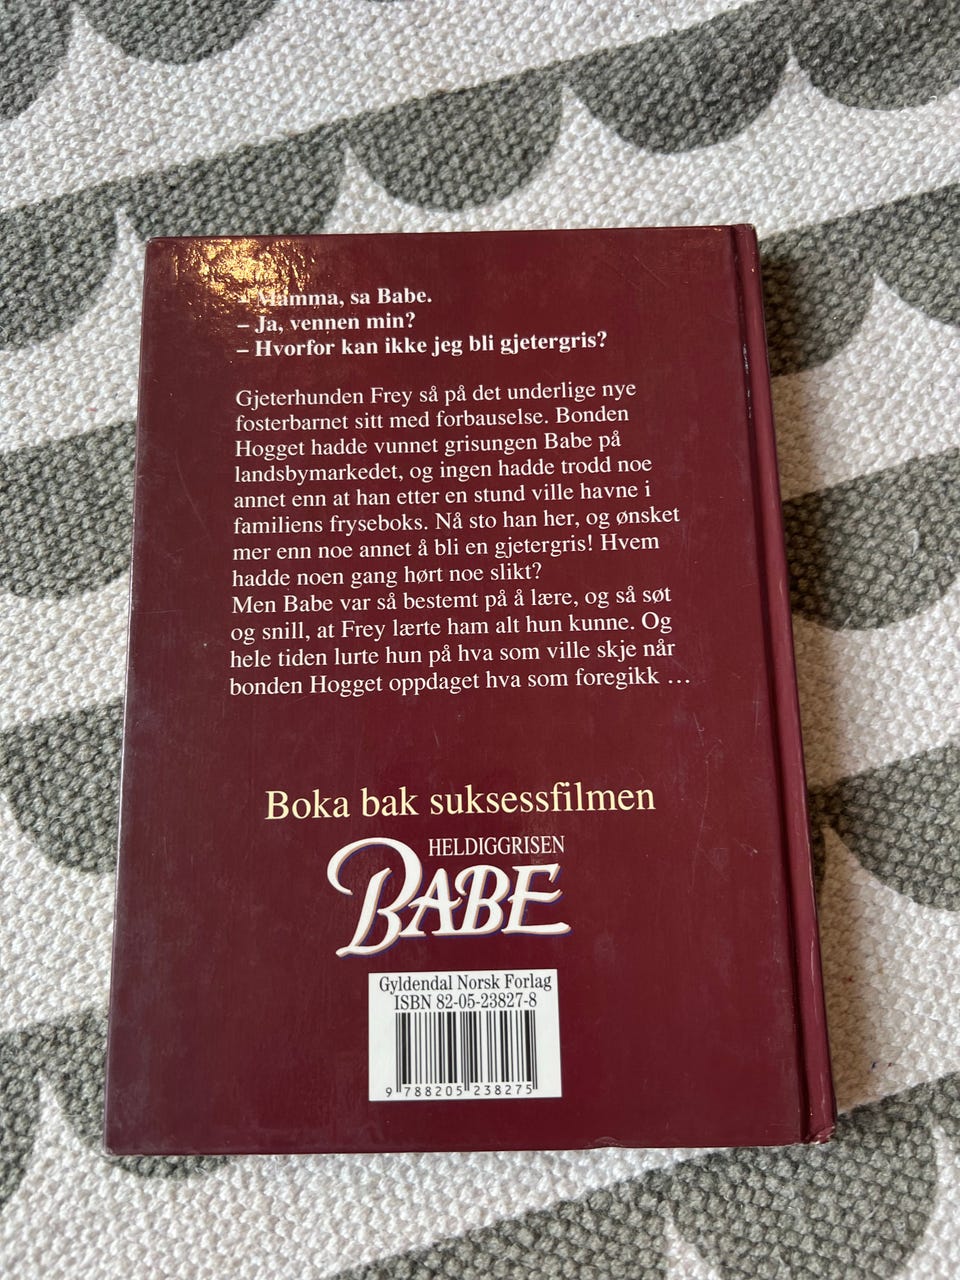 – Mamma, sa Babe.
– Ja, vennen min?
– Hvorfor kan ikke jeg bli gjetergris?
Gjeterhunden Frey så på det underlige nye
fosterbarnet sitt med forbauselse. Bonden
Hogget hadde vunnet grisungen Babe på
landsbymarkedet, og ingen hadde trodd noe
annet enn at han etter en stund ville havne i
familiens fryseboks. Nå sto han her, og ønsket
mer enn noe annet å bli en gjetergris! Hvem
hadde noen gang hørt noe slikt?
Men Babe var så bestemt på å lære, og så søt
og snill, at Frey lærte ham alt hun kunne. Og
hele tiden lurte hun på hva som ville skje når
bonden Hogget oppdaget hva som foregikk …
Boka bak suksessfilmen
HELDIGGRISEN
BABE
Gyldendal Norsk Forlag
ISBN 82-05-23827-8
9 788205 238275